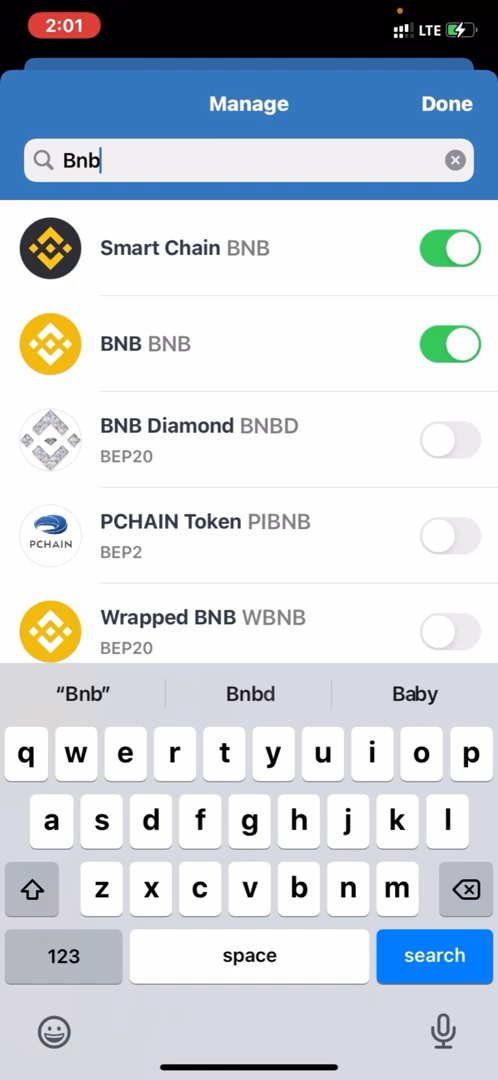 2:01
LTE
Manage
Done
Bnb
Smart Chain BNB
BNB BNB
BNB Diamond BNBD
BEP20
PCHAIN
PCHAIN Token PIBNB
BEP2
Wrapped BNB WBNB
BEP20
“Bnb”
Bnbd
Baby
q w e r t y u i o p
a s d f g h j k l
z x c v b n m
123
space
search